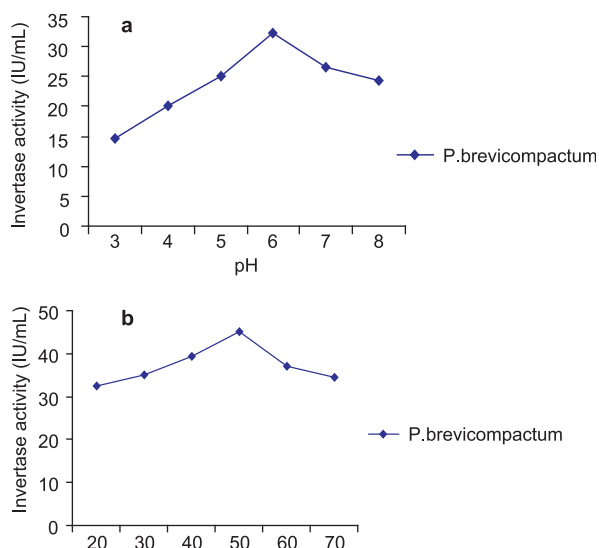 a
Invertase activity (IU/mL)
35
30
25
20
15
10
5
0
3 4 5 6 7 8
pH
P.brevicompactum
b
Invertase activity (IU/mL)
50
40
30
20
10
0
20 30 40 50 60 70
P.brevicompactum